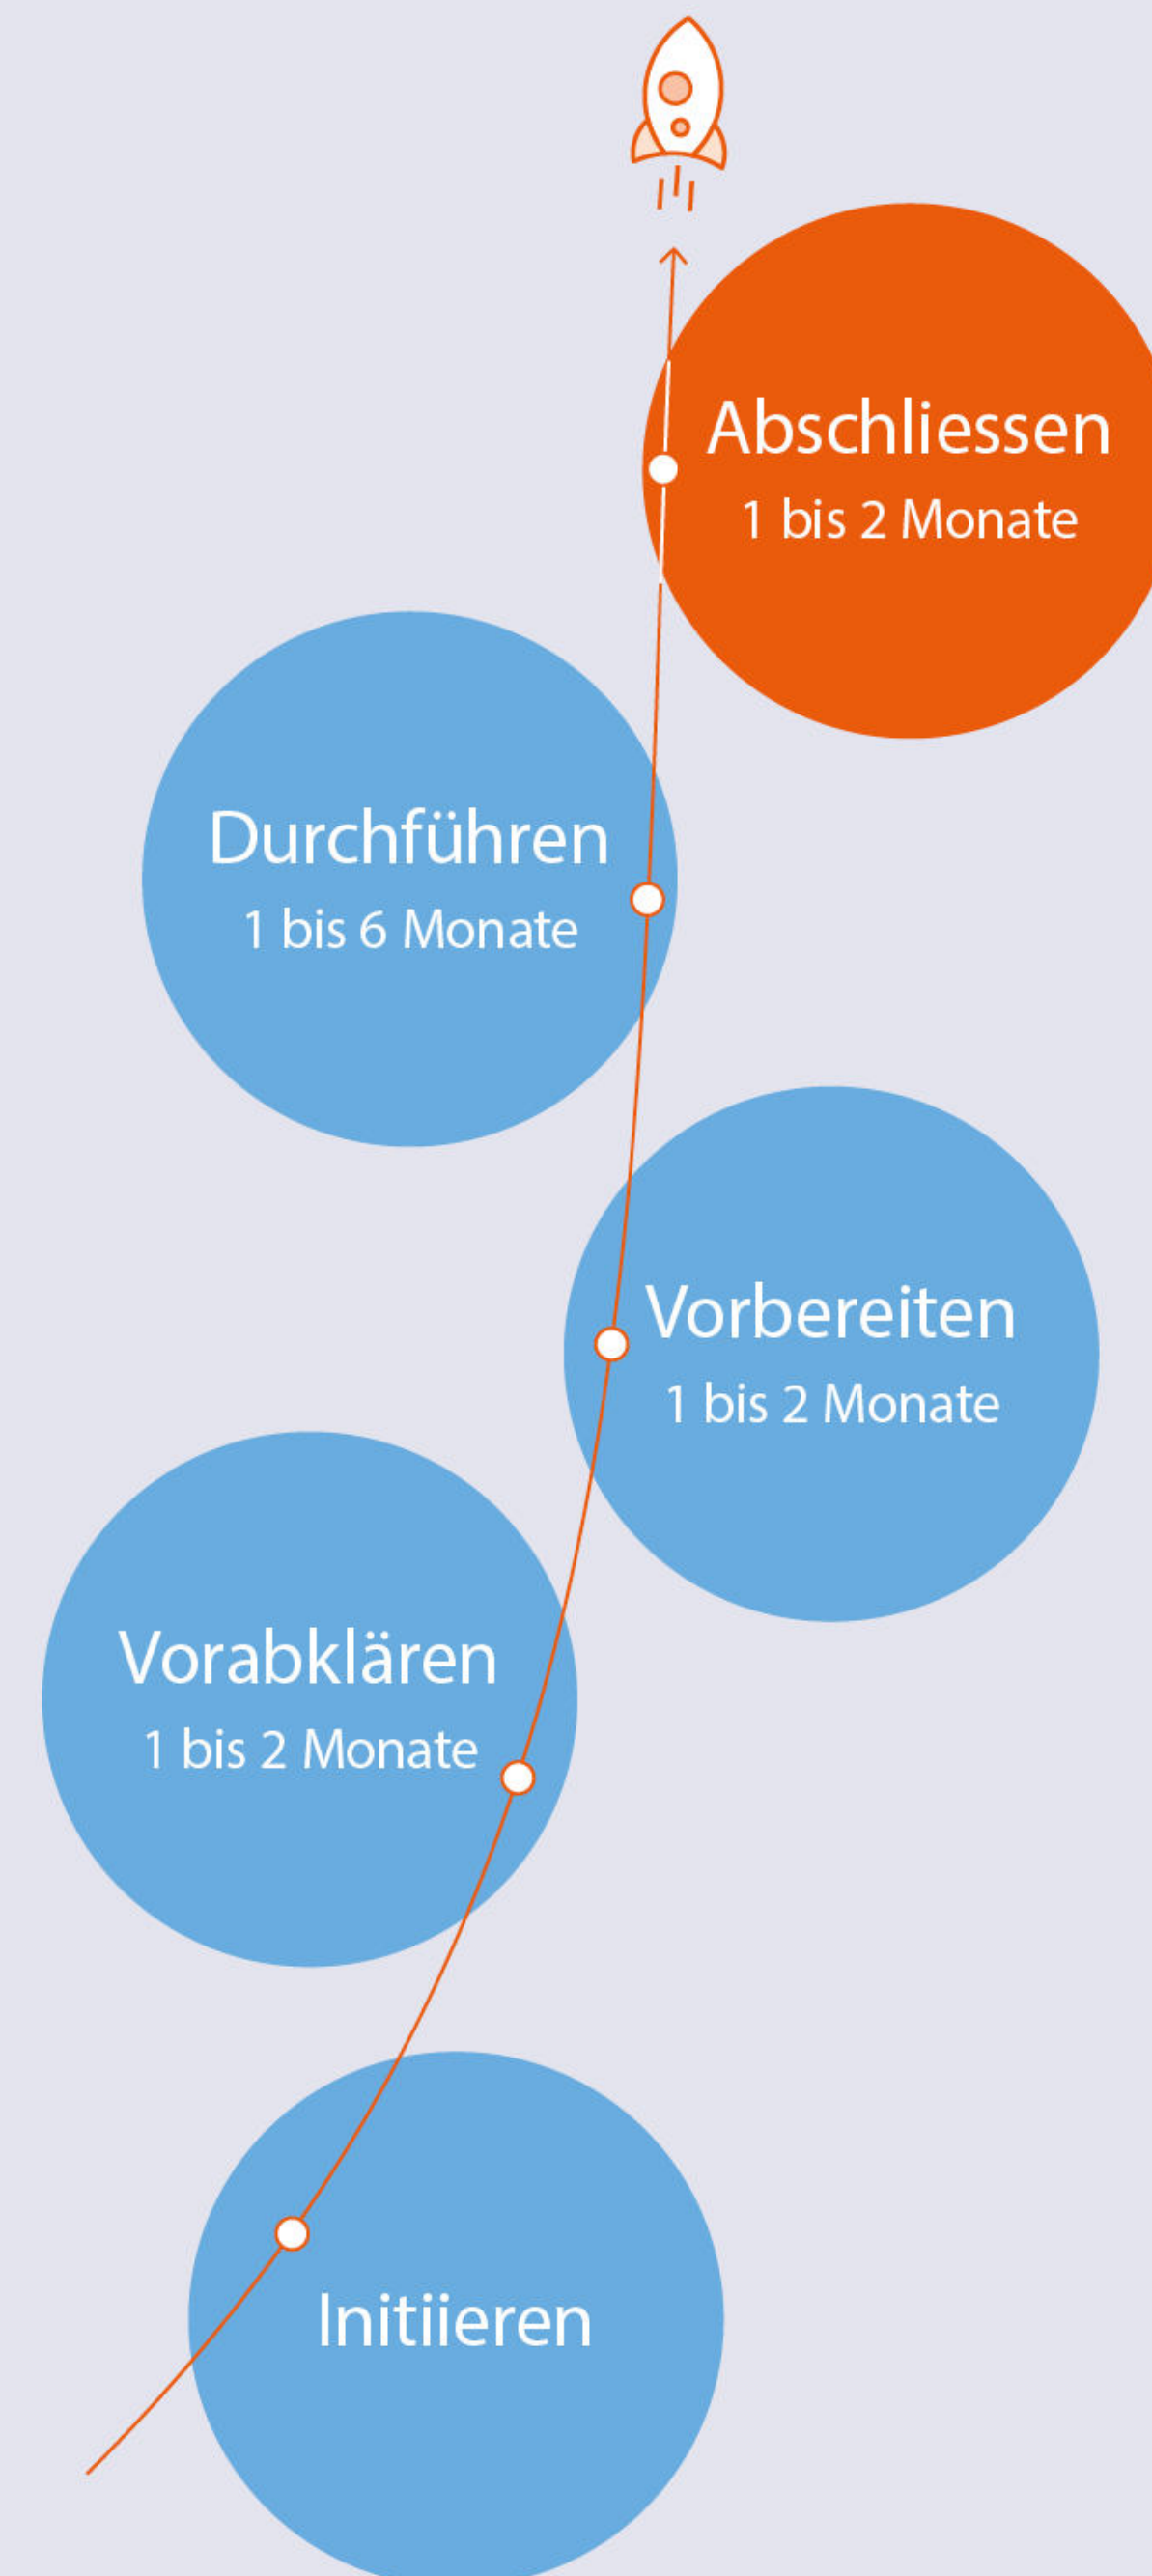 Abschliessen
1 bis 2 Monate
Durchführen
1 bis 6 Monate
Vorbereiten
1 bis 2 Monate
Vorabklären
1 bis 2 Monate
Initiieren